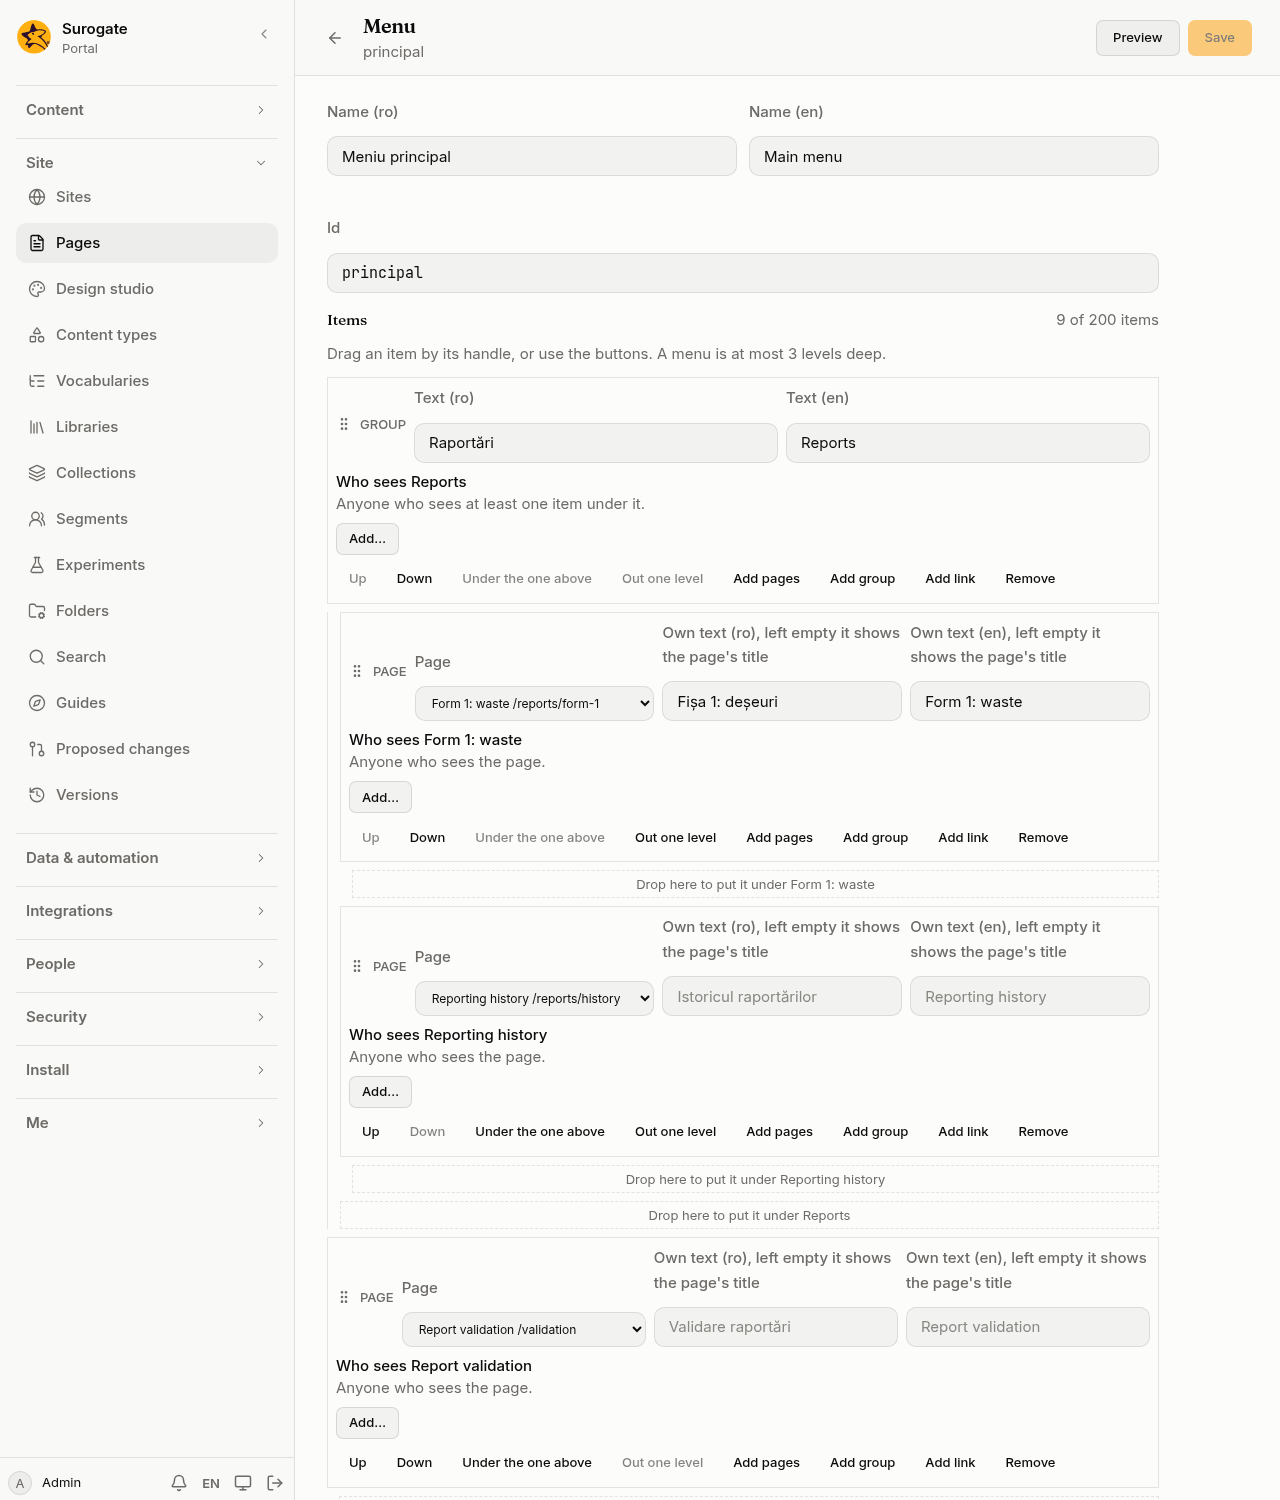 Surogate
Portal
Content
Site
Sites
Pages
Design studio
Content types
Vocabularies
Libraries
Collections
Segments
Experiments
Folders
Search
Guides
Proposed changes
Versions
Data & automation
Integrations
People
Security
Install
Me
A Admin EN
Menu
principal
Preview Save
Name (ro) Name (en)
Meniu principal Main menu
Id
principal
Items 9 of 200 items
Drag an item by its handle, or use the buttons. A menu is at most 3 levels deep.
Text (ro) Text (en)
GROUP Raportări Reports
Who sees Reports
Anyone who sees at least one item under it.
Add...
Up Down Under the one above Out one level Add pages Add group Add link Remove
Own text (ro), left empty it shows the page's title
Own text (en), left empty it shows the page's title
PAGE Page
Form 1: waste /reports/form-1 Fișa 1: deșeuri Form 1: waste
Who sees Form 1: waste
Anyone who sees the page.
Add...
Up Down Under the one above Out one level Add pages Add group Add link Remove
Drop here to put it under Form 1: waste
Own text (ro), left empty it shows the page's title
Own text (en), left empty it shows the page's title
PAGE Page
Reporting history /reports/history Istoricul raportărilor Reporting history
Who sees Reporting history
Anyone who sees the page.
Add...
Up Down Under the one above Out one level Add pages Add group Add link Remove
Drop here to put it under Reporting history
Drop here to put it under Reports
Own text (ro), left empty it shows the page's title
Own text (en), left empty it shows the page's title
PAGE Page
Report validation /validation Validare raportări Report validation
Who sees Report validation
Anyone who sees the page.
Add...
Up Down Under the one above Out one level Add pages Add group Add link Remove